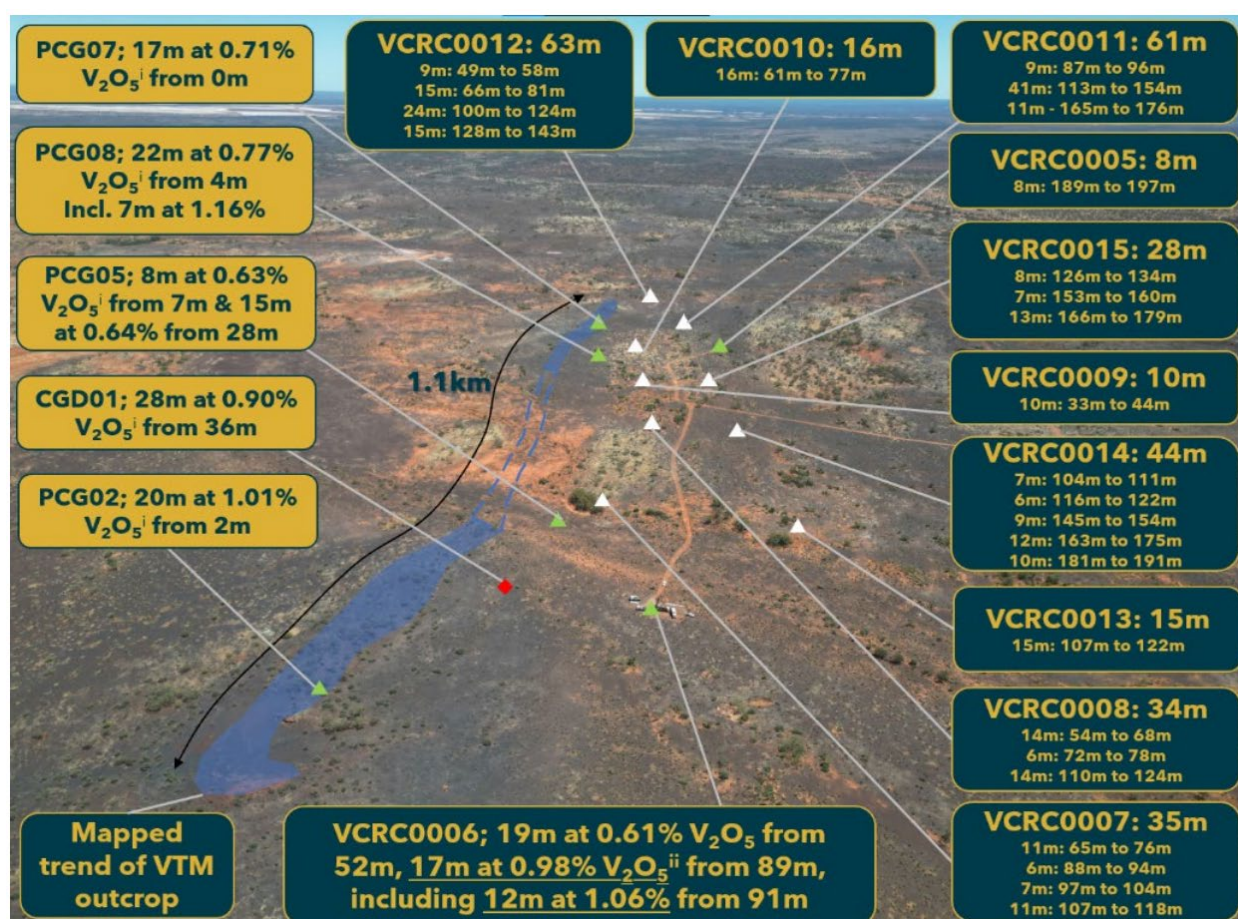 PCG07; 17m at 0.71%
V₂O₅ⁱ from 0m
PCG08; 22m at 0.77%
V₂O₅ⁱ from 4m
Incl. 7m at 1.16%
PCG05; 8m at 0.63%
V₂O₅ⁱ from 7m & 15m
at 0.64% from 28m
CGD01; 28m at 0.90%
V₂O₅ⁱ from 36m
PCG02; 20m at 1.01%
V₂O₅ⁱ from 2m
Mapped
trend of VTM
outcrop
1.1km
VCRC0012: 63m
9m: 49m to 58m
15m: 66m to 81m
24m: 100m to 124m
15m: 128m to 143m
VCRC0010: 16m
16m: 61m to 77m
VCRC0011: 61m
9m: 87m to 96m
41m: 113m to 154m
11m - 165m to 176m
VCRC0005: 8m
8m: 189m to 197m
VCRC0015: 28m
8m: 126m to 134m
7m: 153m to 160m
13m: 166m to 179m
VCRC0009: 10m
10m: 33m to 44m
VCRC0014: 44m
7m: 104m to 111m
6m: 116m to 122m
9m: 145m to 154m
12m: 163m to 175m
10m: 181m to 191m
VCRC0013: 15m
15m: 107m to 122m
VCRC0008: 34m
14m: 54m to 68m
6m: 72m to 78m
14m: 110m to 124m
VCRC0007: 35m
11m: 65m to 76m
6m: 88m to 94m
7m: 97m to 104m
11m: 107m to 118m
VCRC0006; 19m at 0.61% V₂O₅ from
52m, 17m at 0.98% V₂O₅ⁱⁱ from 89m,
including 12m at 1.06% from 91m